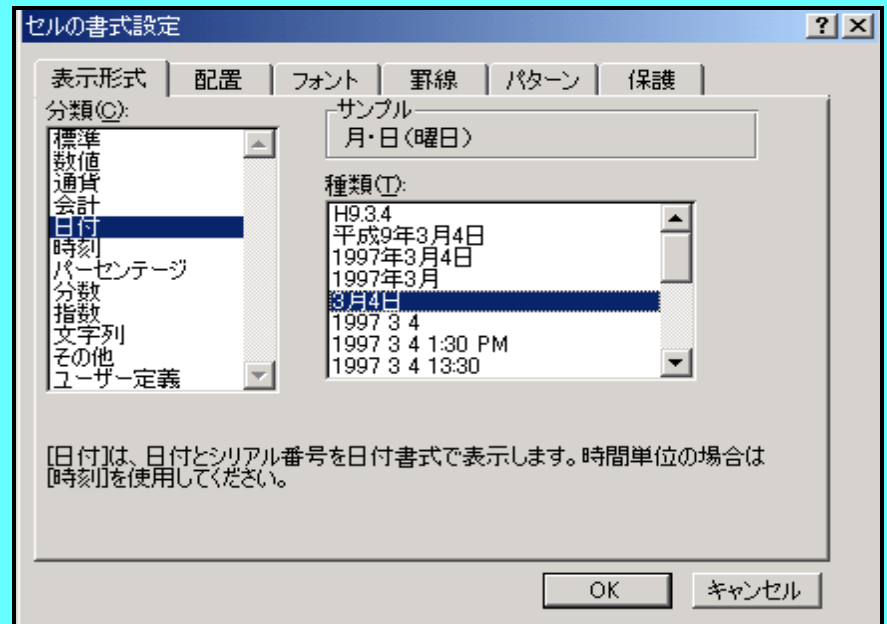 セルの書式設定
表示形式 配置 フォント 罫線 パターン 保護
分類(C):
標準
数値
通貨
会計
日付
時刻
パーセンテージ
分数
指数
文字列
その他
ユーザー定義
サンプル
月・日(曜日)
種類(T):
H9.3.4
平成9年3月4日
1997年3月4日
1997年3月
3月4日
1997 3 4
1997 3 4 1:30 PM
1997 3 4 13:30
[日付]は、日付とシリアル番号を日付書式で表示します。時間単位の場合は
[時刻]を使用してください。
OK キャンセル